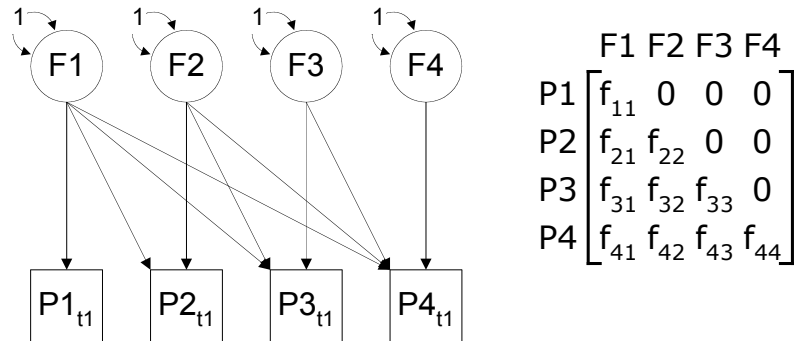 1 1 1 1
F1 F2 F3 F4
P1t1 P2t1 P3t1 P4t1
F1 F2 F3 F4
P1 f11 0 0 0
P2 f21 f22 0 0
P3 f31 f32 f33 0
P4 f41 f42 f43 f44